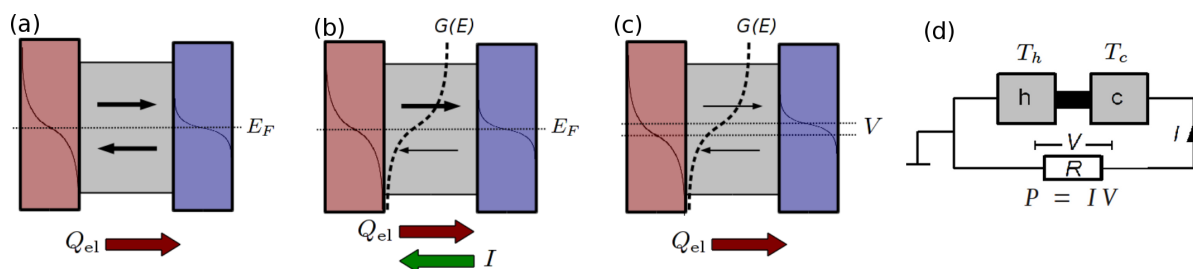 (a)
E_F
Q_el
(b)
G(E)
E_F
Q_el
I
(c)
G(E)
V
Q_el
(d)
T_h T_c
h c
I
V
R
P = IV